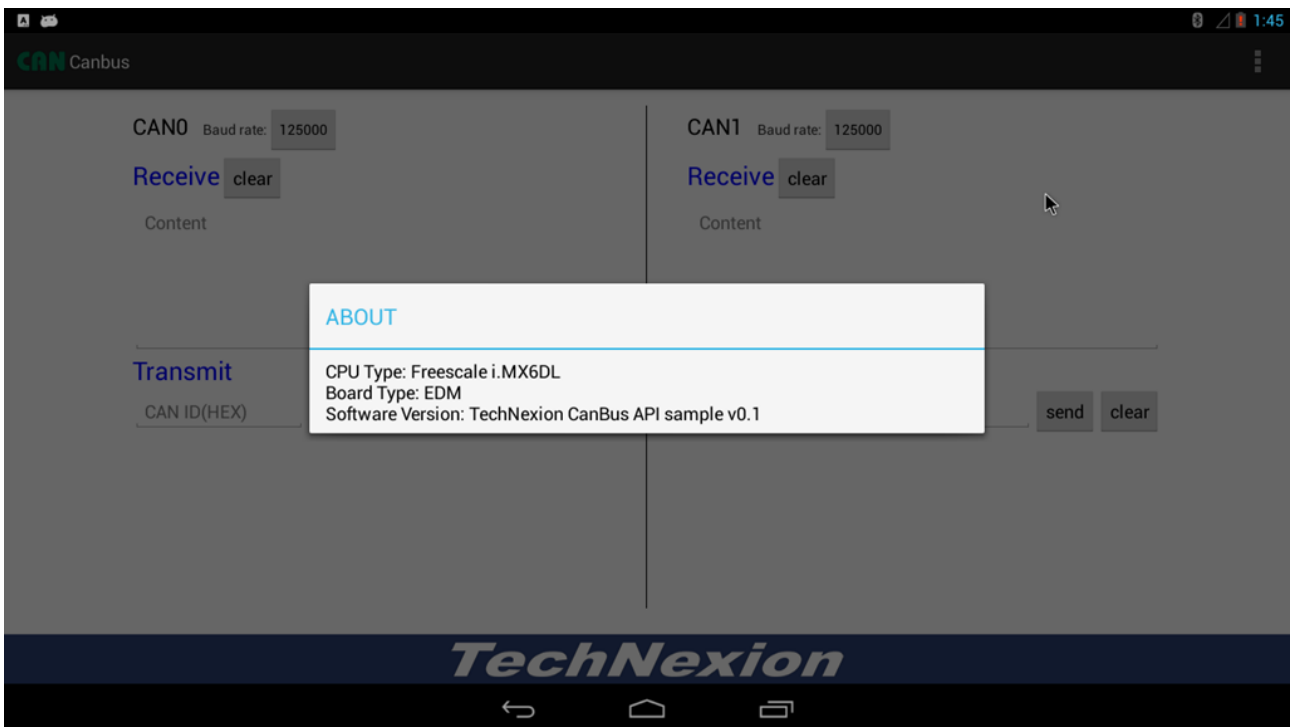 1:45
CAN Canbus
CAN0 Baud rate: 125000
Receive clear
Content
CAN1 Baud rate: 125000
Receive clear
Content
ABOUT
CPU Type: Freescale i.MX6DL
Board Type: EDM
Software Version: TechNexion CanBus API sample v0.1
Transmit
CAN ID(HEX)
send clear
TechNexion